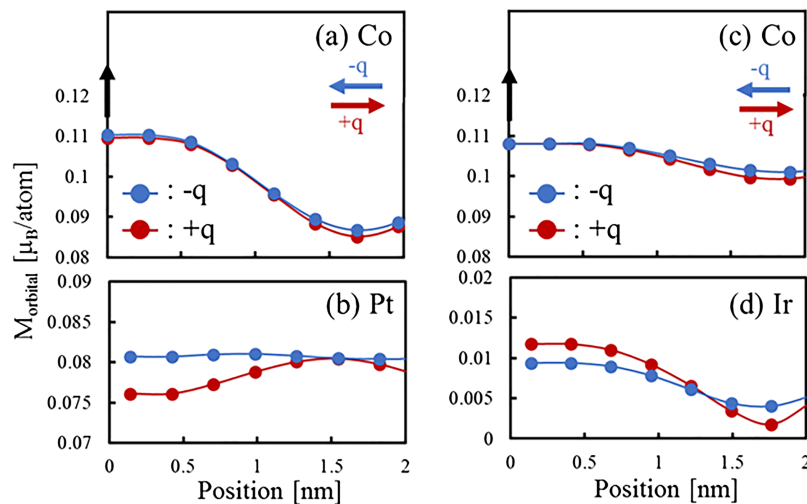 (a) Co
-q
+q
0.12
0.11
0.1
0.09
0.08
: -q
: +q
(c) Co
-q
+q
0.12
0.11
0.1
0.09
0.08
: -q
: +q
M_orbital [μ_B/atom]
(b) Pt
0.09
0.085
0.08
0.075
0.07
0
0.5
1
1.5
2
Position [nm]
(d) Ir
0.02
0.015
0.01
0.005
0
0
0.5
1
1.5
2
Position [nm]